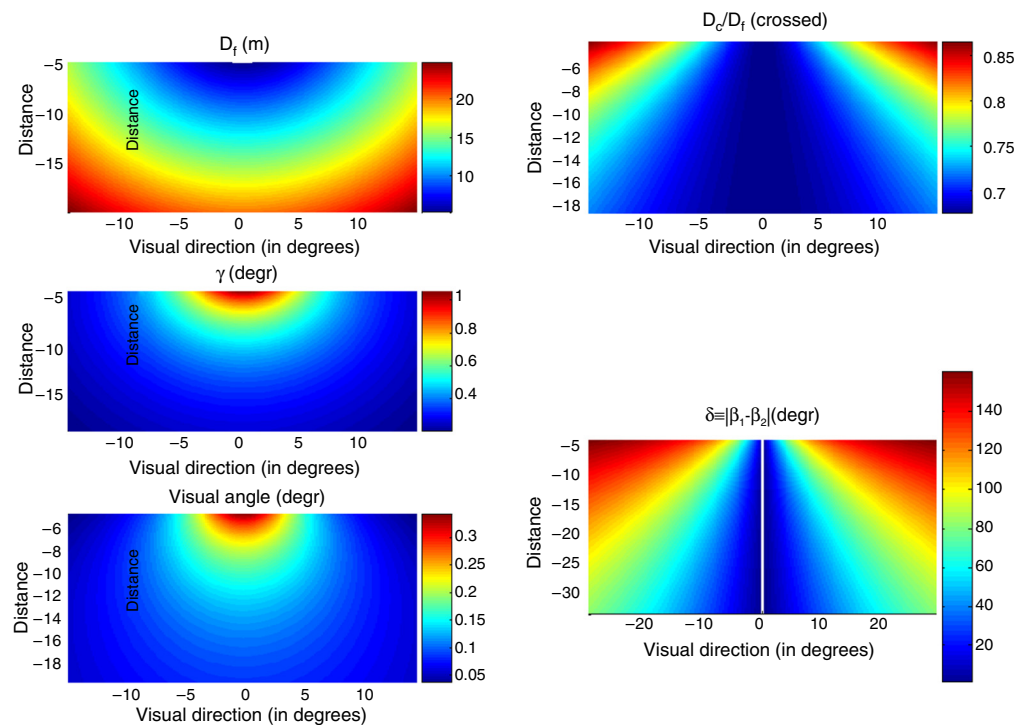 D_f (m)
−5
−10
−15
Distance
Distance
20
15
10
−10 −5 0 5 10
Visual direction (in degrees)
γ (degr)
−5
−10
−15
Distance
Distance
1
0.8
0.6
0.4
−10 −5 0 5 10
Visual direction (in degrees)
Visual angle (degr)
−6
−8
−10
−12
−14
−16
−18
Distance
Distance
0.3
0.25
0.2
0.15
0.1
0.05
−10 −5 0 5 10
Visual direction (in degrees)
D_c/D_f (crossed)
−6
−8
−10
−12
−14
−16
−18
Distance
0.85
0.8
0.75
0.7
−10 −5 0 5 10
Visual direction (in degrees)
δ≡|β₁-β₂|(degr)
−5
−10
−15
−20
−25
−30
Distance
140
120
100
80
60
40
20
−20 −10 0 10 20
Visual direction (in degrees)